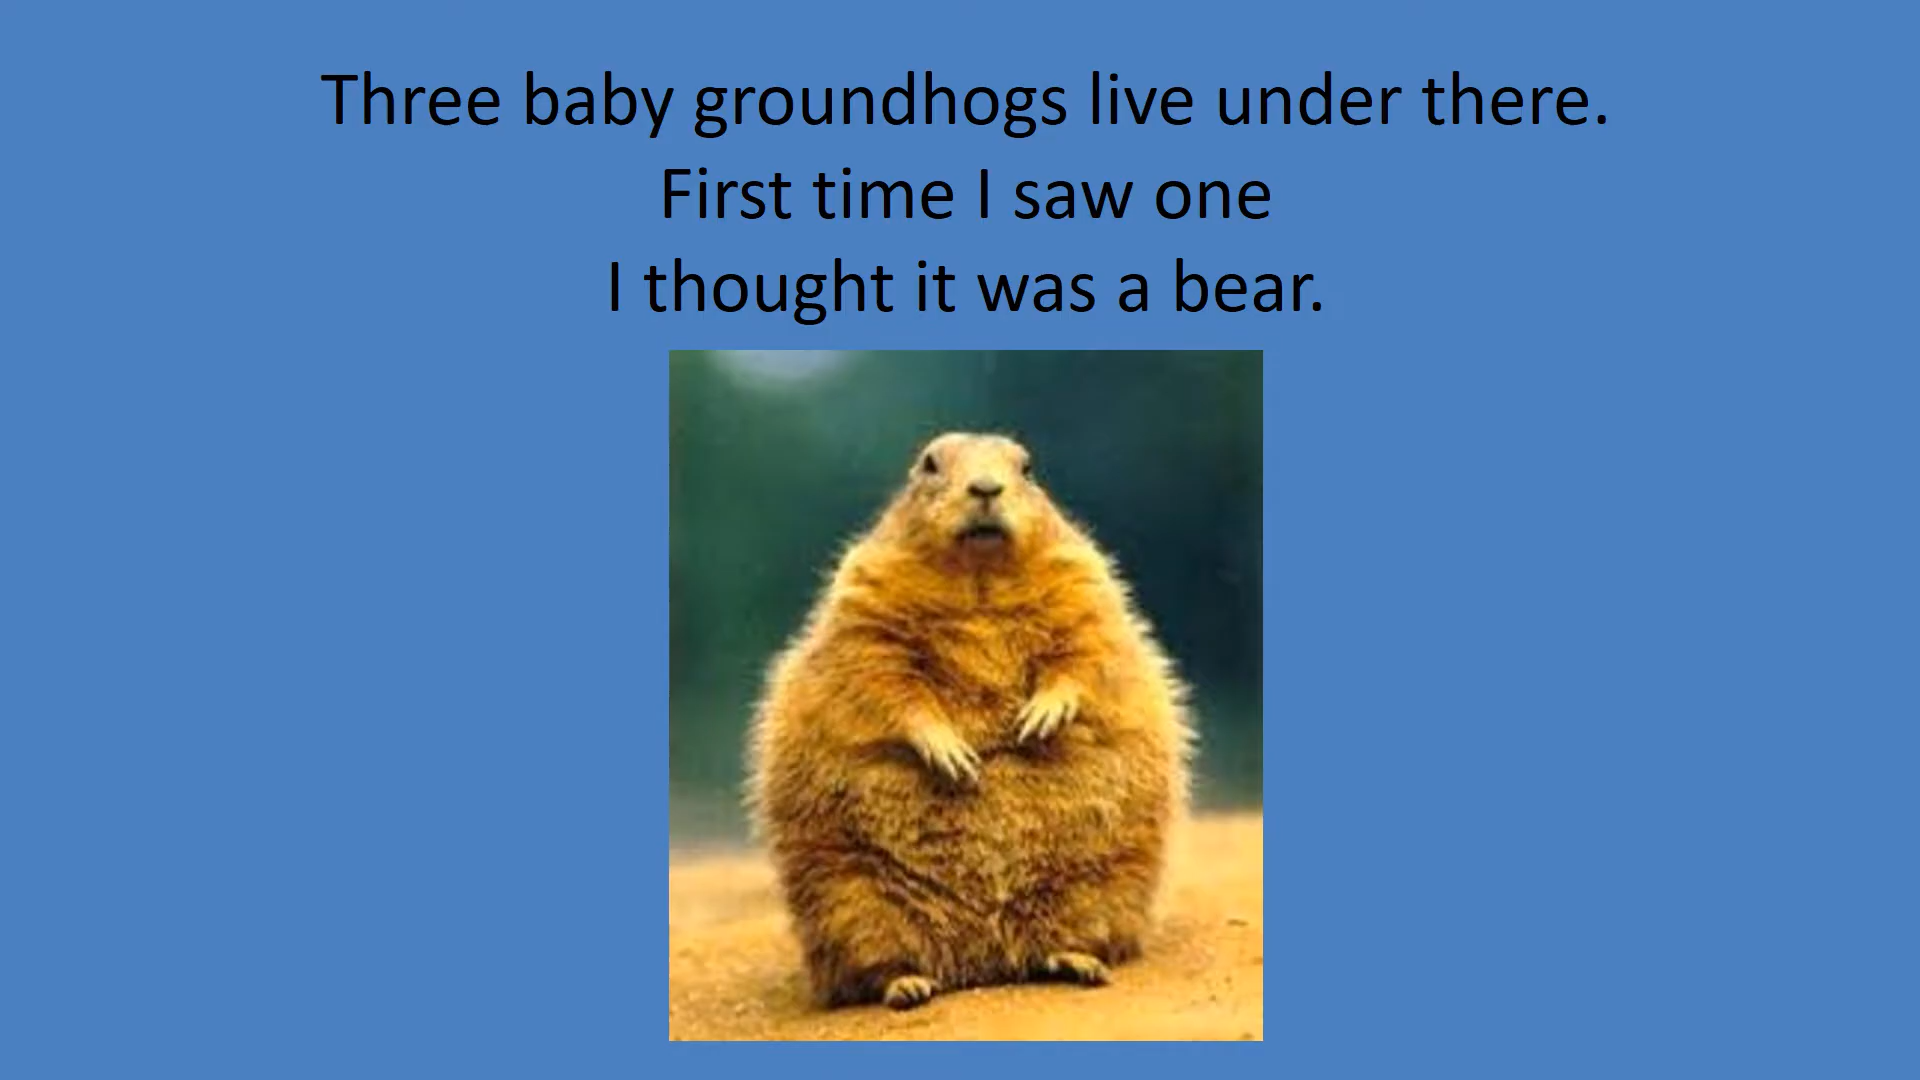 Three baby groundhogs live under there.
First time I saw one
I thought it was a bear.